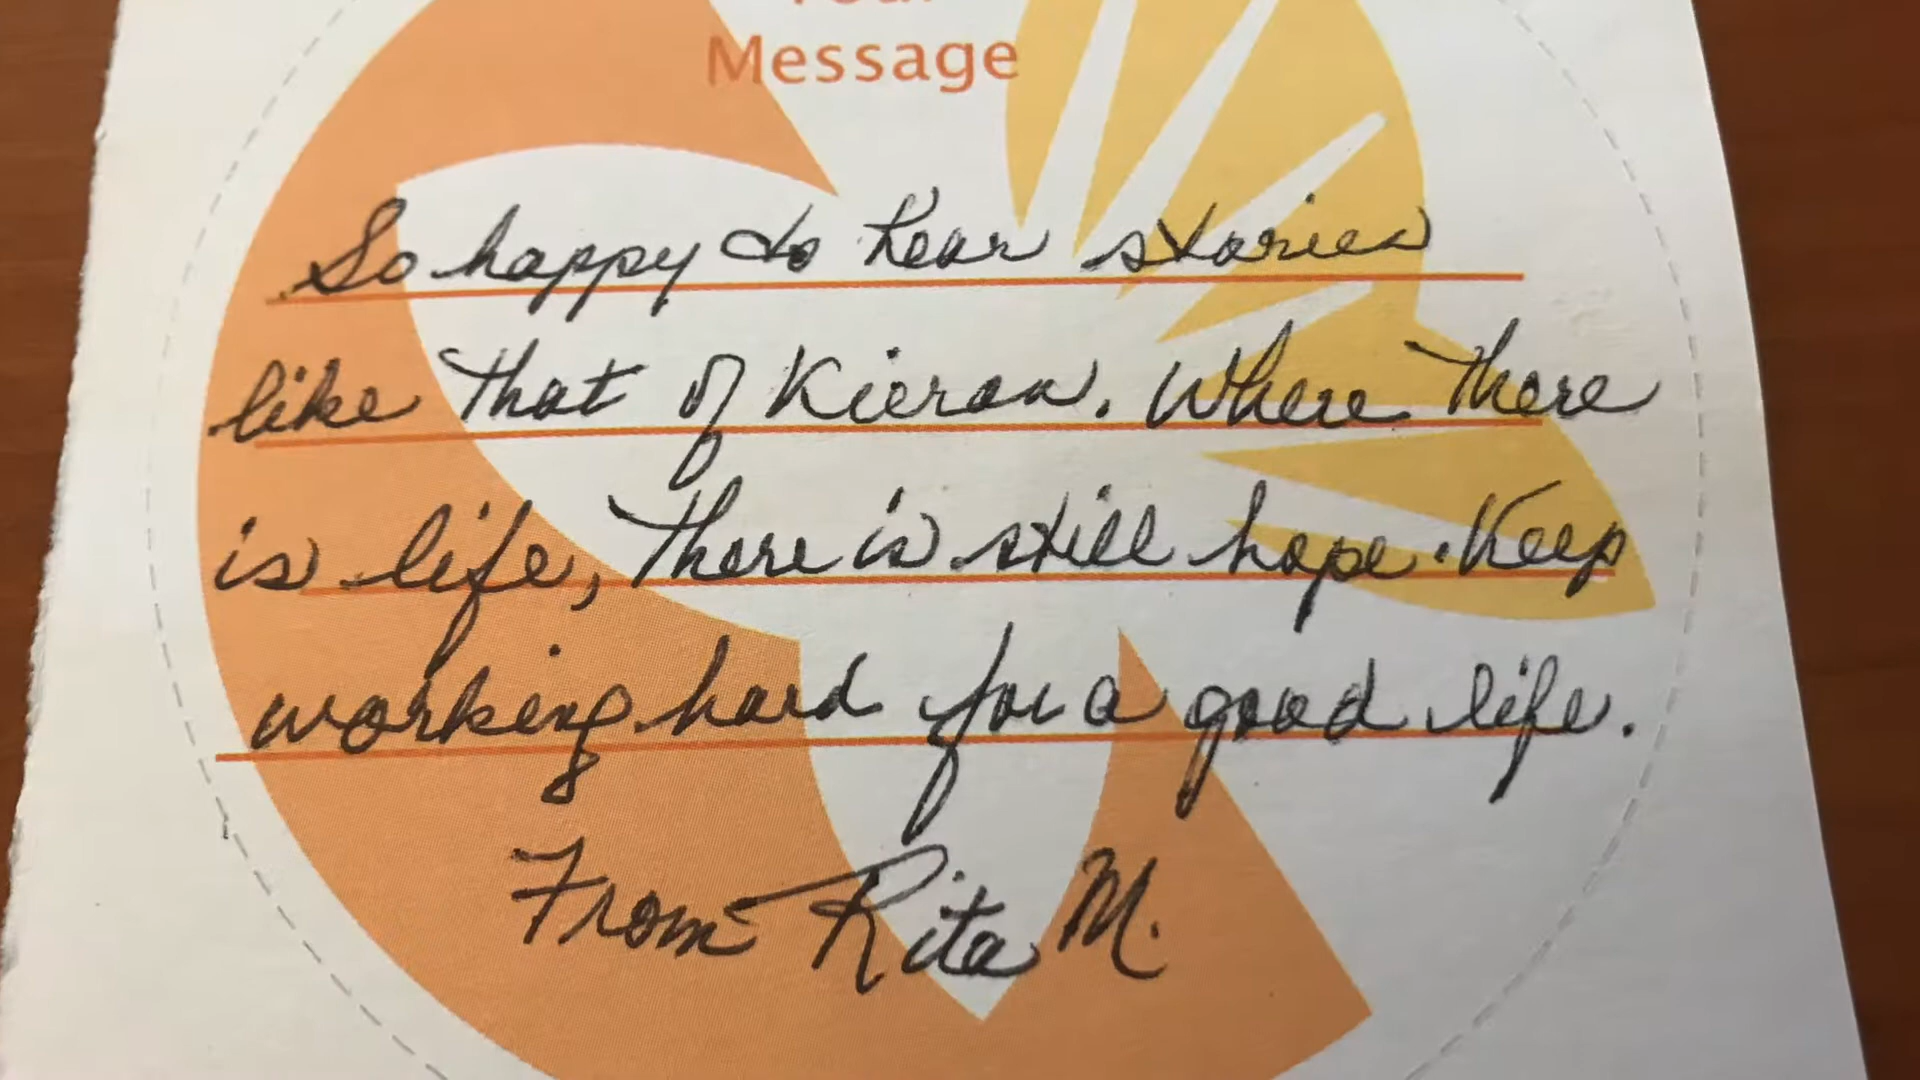 Your
Message
So happy to hear stories
like that of Kieran. Where there
is life, there is still hope. Keep
working hard for a good life.
From Rita M.